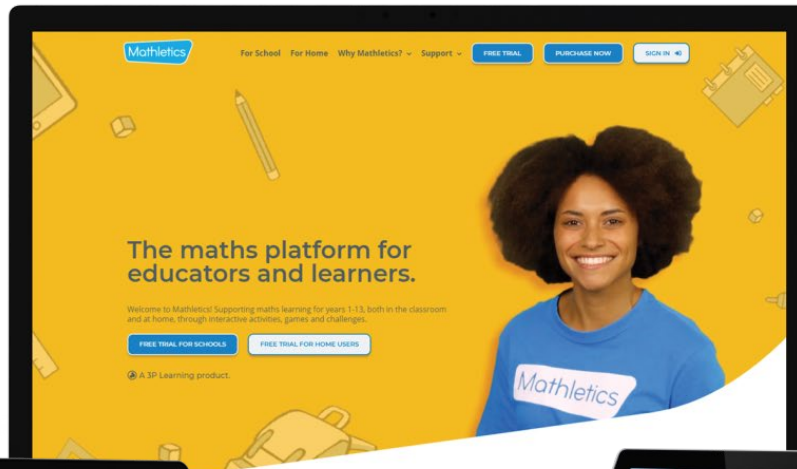 Mathletics
For School For Home Why Mathletics? Support FREE TRIAL PURCHASE NOW SIGN IN
The maths platform for
educators and learners.
Welcome to Mathletics! Supporting maths learning for years 1-13, both in the classroom
and at home, through interactive activities, games and challenges.
FREE TRIAL FOR SCHOOLS FREE TRIAL FOR HOME USERS
A 3P Learning product.
Mathletics